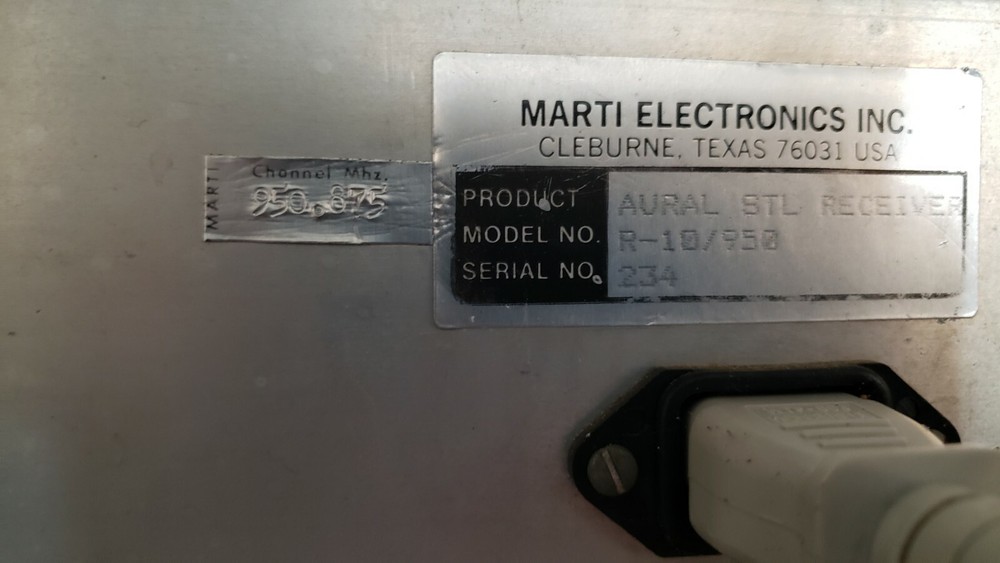 MARTI ELECTRONICS INC.
CLEBURNE, TEXAS 76031 USA
MARTI
Channel Mhz.
950.875
PRODUCT AURAL STL RECEIVER
MODEL NO. R-10/950
SERIAL NO. 234